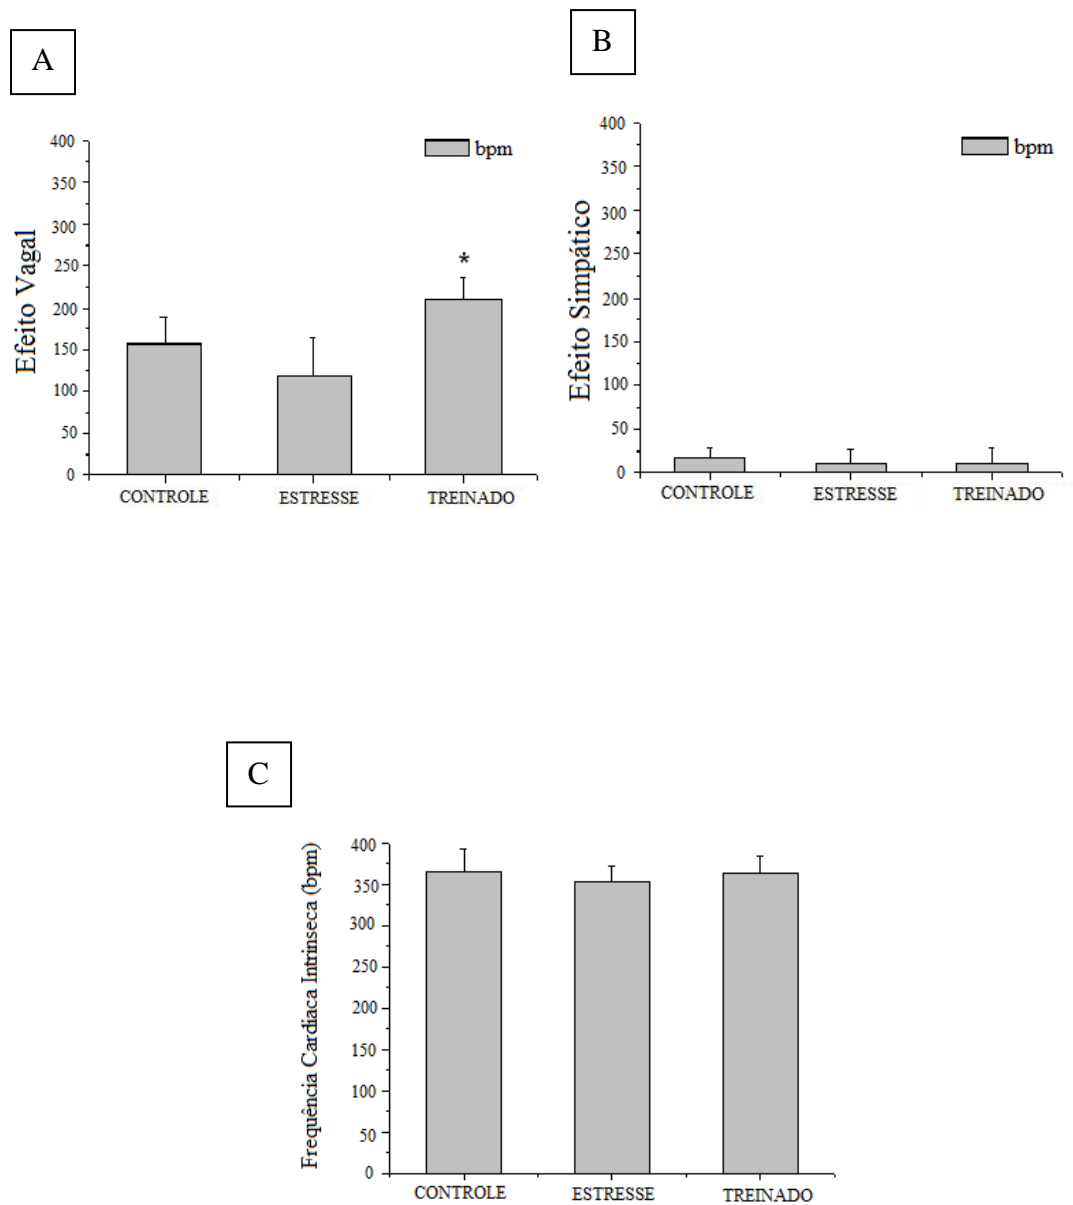 A
400
350
300
250
200
150
100
50
0
Efeito Vagal
bpm
*
CONTROLE
ESTRESSE
TREINADO
B
400
350
300
250
200
150
100
50
0
Efeito Simpático
bpm
CONTROLE
ESTRESSE
TREINADO
C
400
350
300
250
200
150
100
50
0
Frequência Cardíaca Intrínseca (bpm)
CONTROLE
ESTRESSE
TREINADO